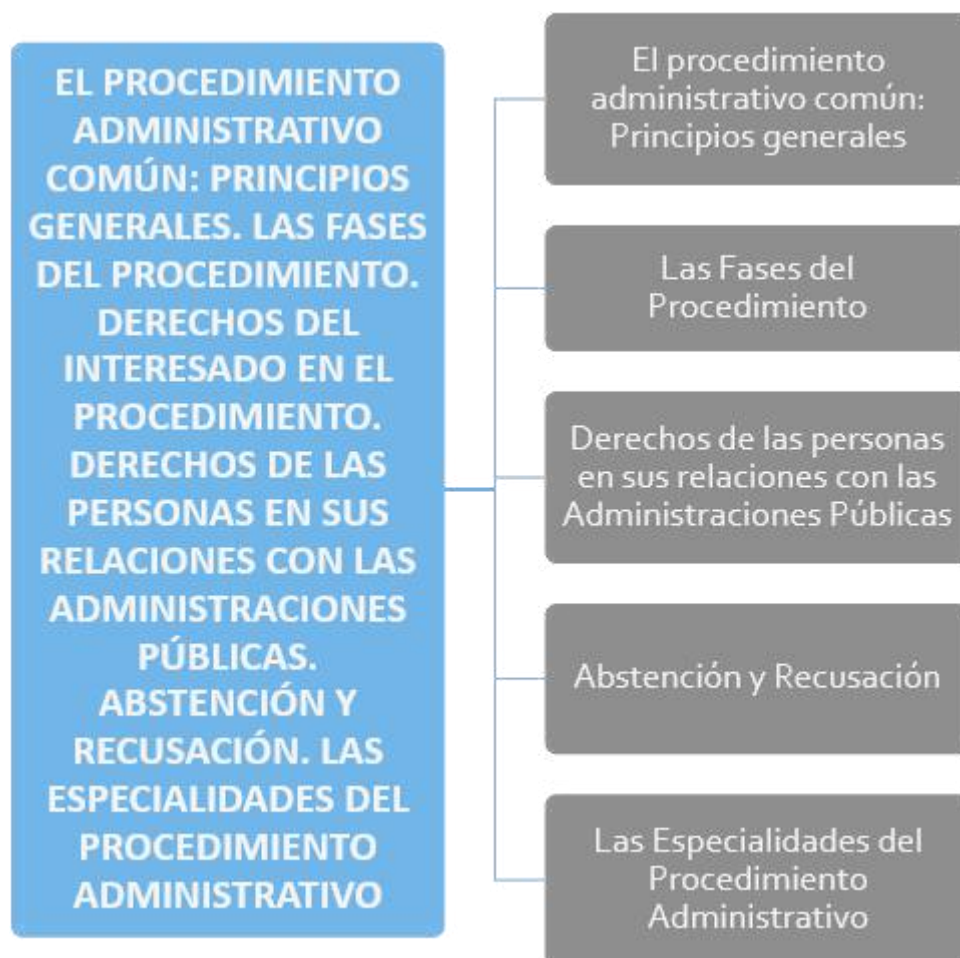 EL PROCEDIMIENTO
ADMINISTRATIVO
COMÚN: PRINCIPIOS
GENERALES. LAS FASES
DEL PROCEDIMIENTO.
DERECHOS DEL
INTERESADO EN EL
PROCEDIMIENTO.
DERECHOS DE LAS
PERSONAS EN SUS
RELACIONES CON LAS
ADMINISTRACIONES
PÚBLICAS.
ABSTENCIÓN Y
RECUSACIÓN. LAS
ESPECIALIDADES DEL
PROCEDIMIENTO
ADMINISTRATIVO
El procedimiento
administrativo común:
Principios generales
Las Fases del
Procedimiento
Derechos de las personas
en sus relaciones con las
Administraciones Públicas
Abstención y Recusación
Las Especialidades del
Procedimiento
Administrativo